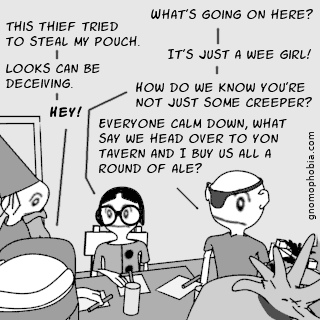 THIS THIEF TRIED
TO STEAL MY POUCH.
WHAT'S GOING ON HERE?
IT'S JUST A WEE GIRL!
LOOKS CAN BE
DECEIVING.
HOW DO WE KNOW YOU'RE
NOT JUST SOME CREEPER?
HEY!
EVERYONE CALM DOWN, WHAT
SAY WE HEAD OVER TO YON
TAVERN AND I BUY US ALL A
ROUND OF ALE?
gnomophobia.com